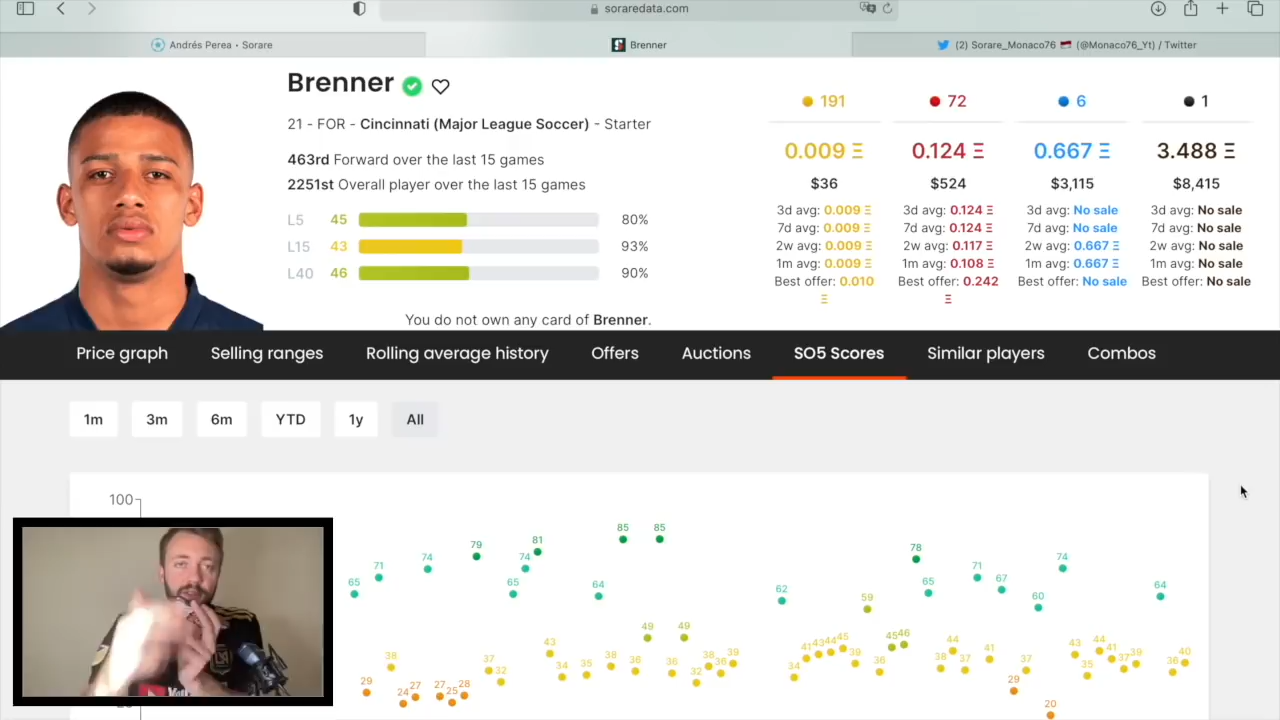 soraredata.com
Andrés Perea • Sorare
Brenner
(2) Sorare_Monaco76 🇲🇨 (@Monaco76_Yt) / Twitter
Brenner
21 - FOR - Cincinnati (Major League Soccer) - Starter
463rd Forward over the last 15 games
2251st Overall player over the last 15 games
L5 45 80%
L15 43 93%
L40 46 90%
You do not own any card of Brenner.
191 72 6 1
0.009 Ξ 0.124 Ξ 0.667 Ξ 3.488 Ξ
$36 $524 $3,115 $8,415
3d avg: 0.009 Ξ 3d avg: 0.124 Ξ 3d avg: No sale 3d avg: No sale
7d avg: 0.009 Ξ 7d avg: 0.124 Ξ 7d avg: No sale 7d avg: No sale
2w avg: 0.009 Ξ 2w avg: 0.117 Ξ 2w avg: 0.667 Ξ 2w avg: No sale
1m avg: 0.009 Ξ 1m avg: 0.108 Ξ 1m avg: 0.667 Ξ 1m avg: No sale
Best offer: 0.010 Best offer: 0.242 Best offer: No sale Best offer: No sale
Ξ Ξ
Price graph Selling ranges Rolling average history Offers Auctions SO5 Scores Similar players Combos
1m 3m 6m YTD 1y All
100
85 85
81
79 78
74 74 74
71 71
67
65 65 65
64 64
62
60
59
49 49
45 46
43 41 43 44 45 44 43 44
38 38 38 39 39 41 41 39 40
37 36 36 36 36 38 37 37 37 36
34 35 34 35
32 32
29 29
27 27 28
24 25
20